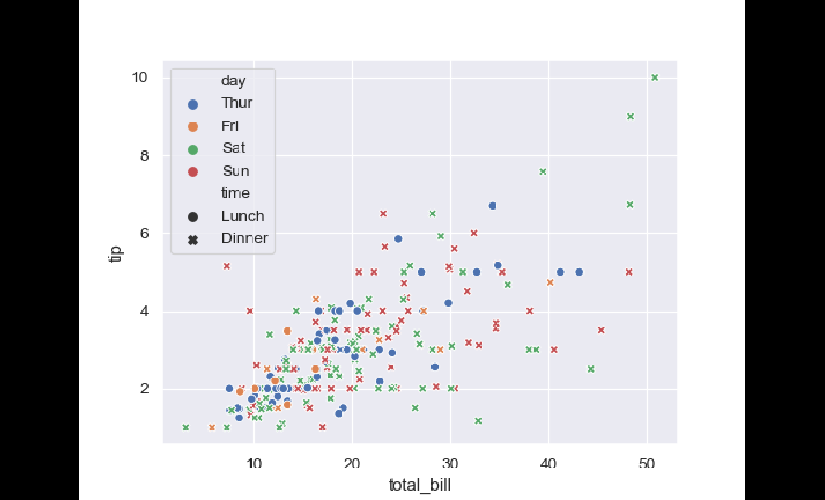 day
Thur
Fri
Sat
Sun
time
Lunch
Dinner
10
8
6
4
2
tip
10 20 30 40 50
total_bill